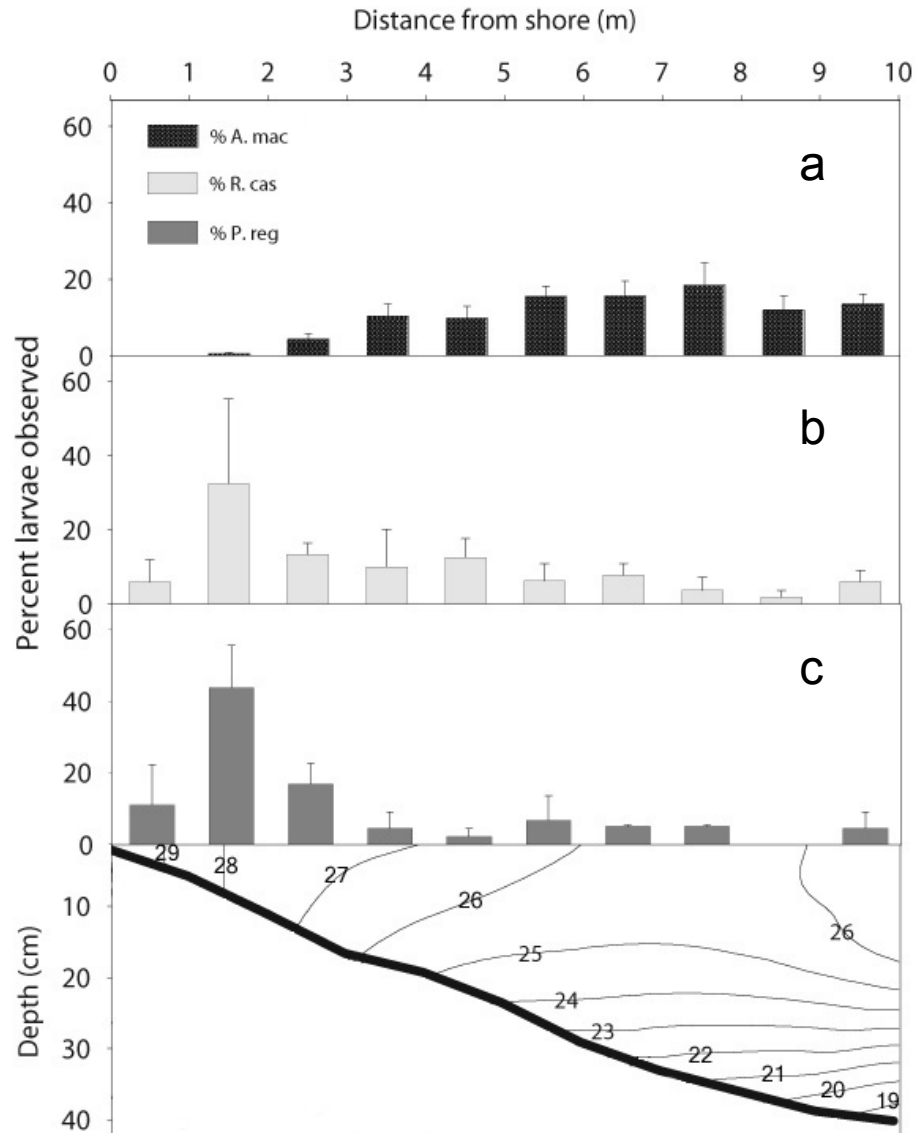 Distance from shore (m)
0 1 2 3 4 5 6 7 8 9 10
Percent larvae observed
60
40
20
0
% A. mac
% R. cas
% P. reg
a
60
40
20
0
b
60
40
20
0
c
Depth (cm)
10
20
30
40
29
28
27
26
26
25
24
23
22
21
20
19